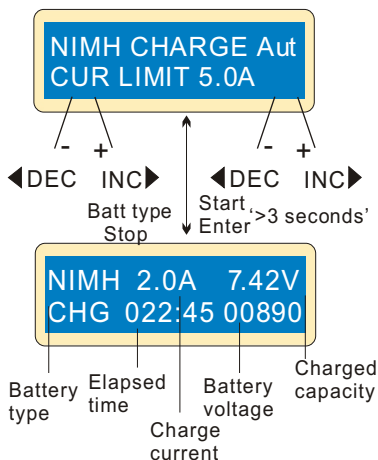 NIMH CHARGE Aut
CUR LIMIT 5.0A
- + - +
◀DEC INC▶ ◀DEC INC▶
Batt type Start
Stop Enter '>3 seconds'
NIMH 2.0A 7.42V
CHG 022:45 00890
Battery type
Elapsed time
Charge current
Battery voltage
Charged capacity